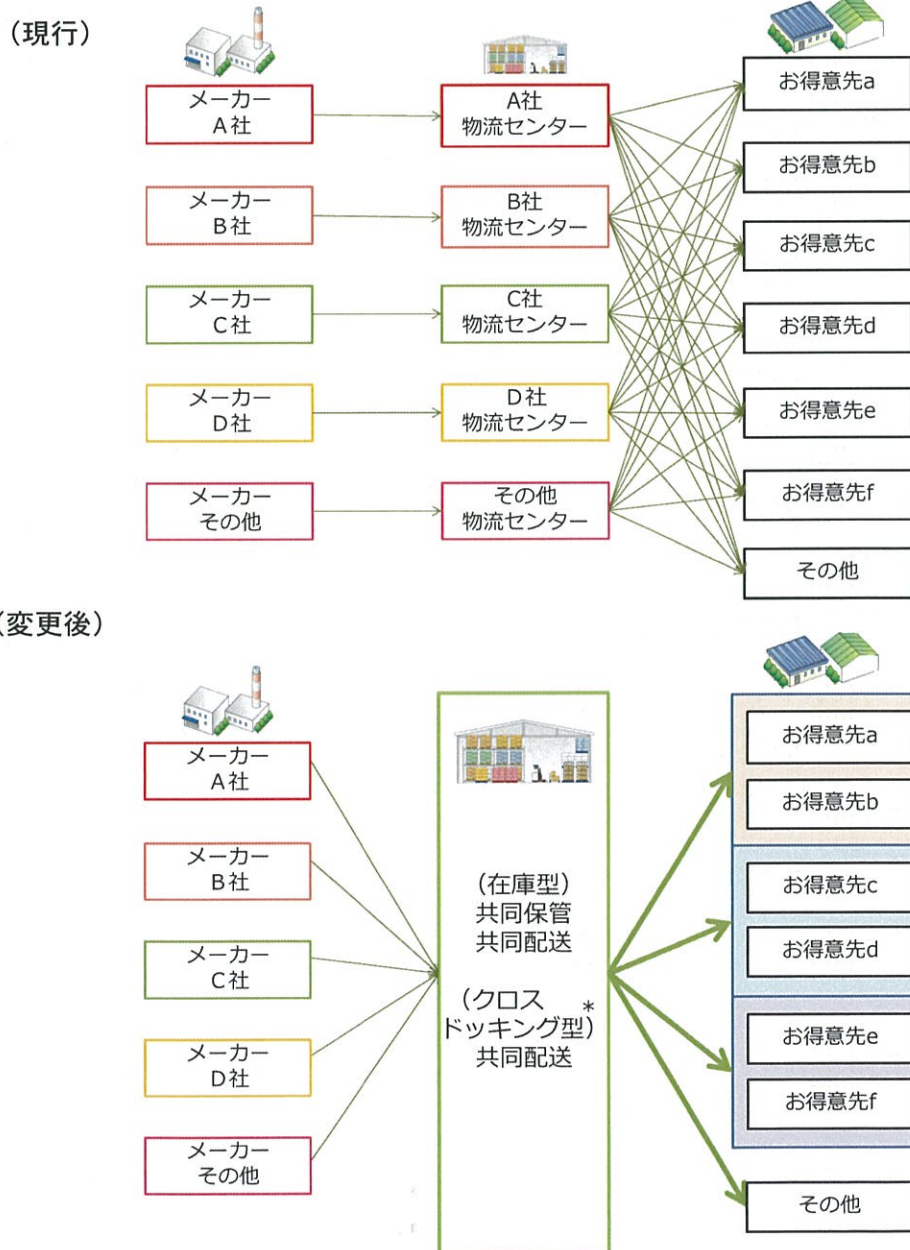 （現行）
メーカー
A社
A社
物流センター
お得意先a
お得意先b
メーカー
B社
B社
物流センター
お得意先c
メーカー
C社
C社
物流センター
お得意先d
メーカー
D社
D社
物流センター
お得意先e
メーカー
その他
その他
物流センター
お得意先f
その他
（変更後）
メーカー
A社
メーカー
B社
メーカー
C社
メーカー
D社
メーカー
その他
（在庫型）
共同保管
共同配送
（クロス *
ドッキング型）
共同配送
お得意先a
お得意先b
お得意先c
お得意先d
お得意先e
お得意先f
その他